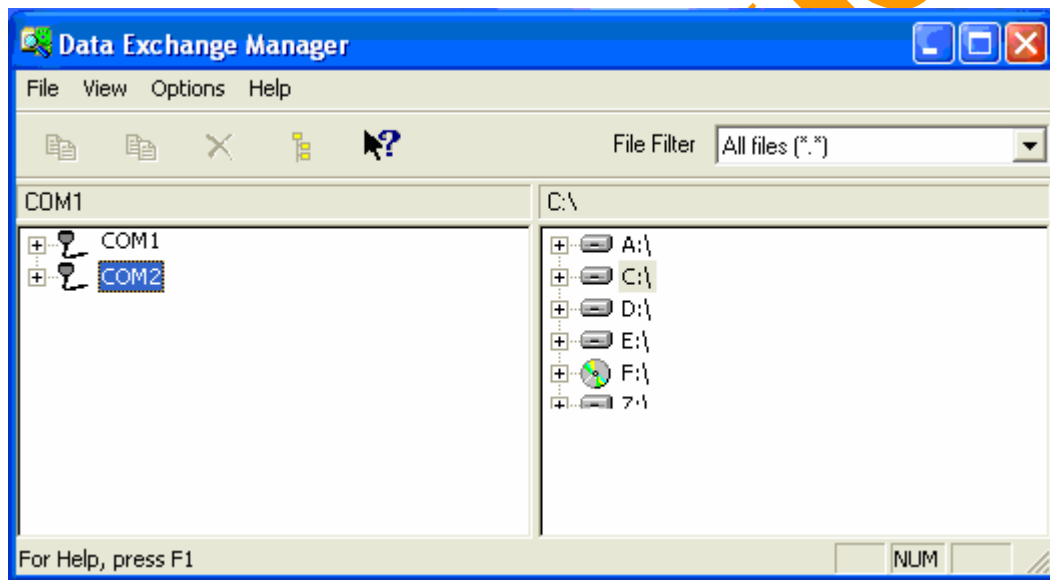 Data Exchange Manager
File View Options Help
File Filter All files (*.*)
COM1 C:\
COM1
COM2
A:\
C:\
D:\
E:\
F:\
For Help, press F1 NUM